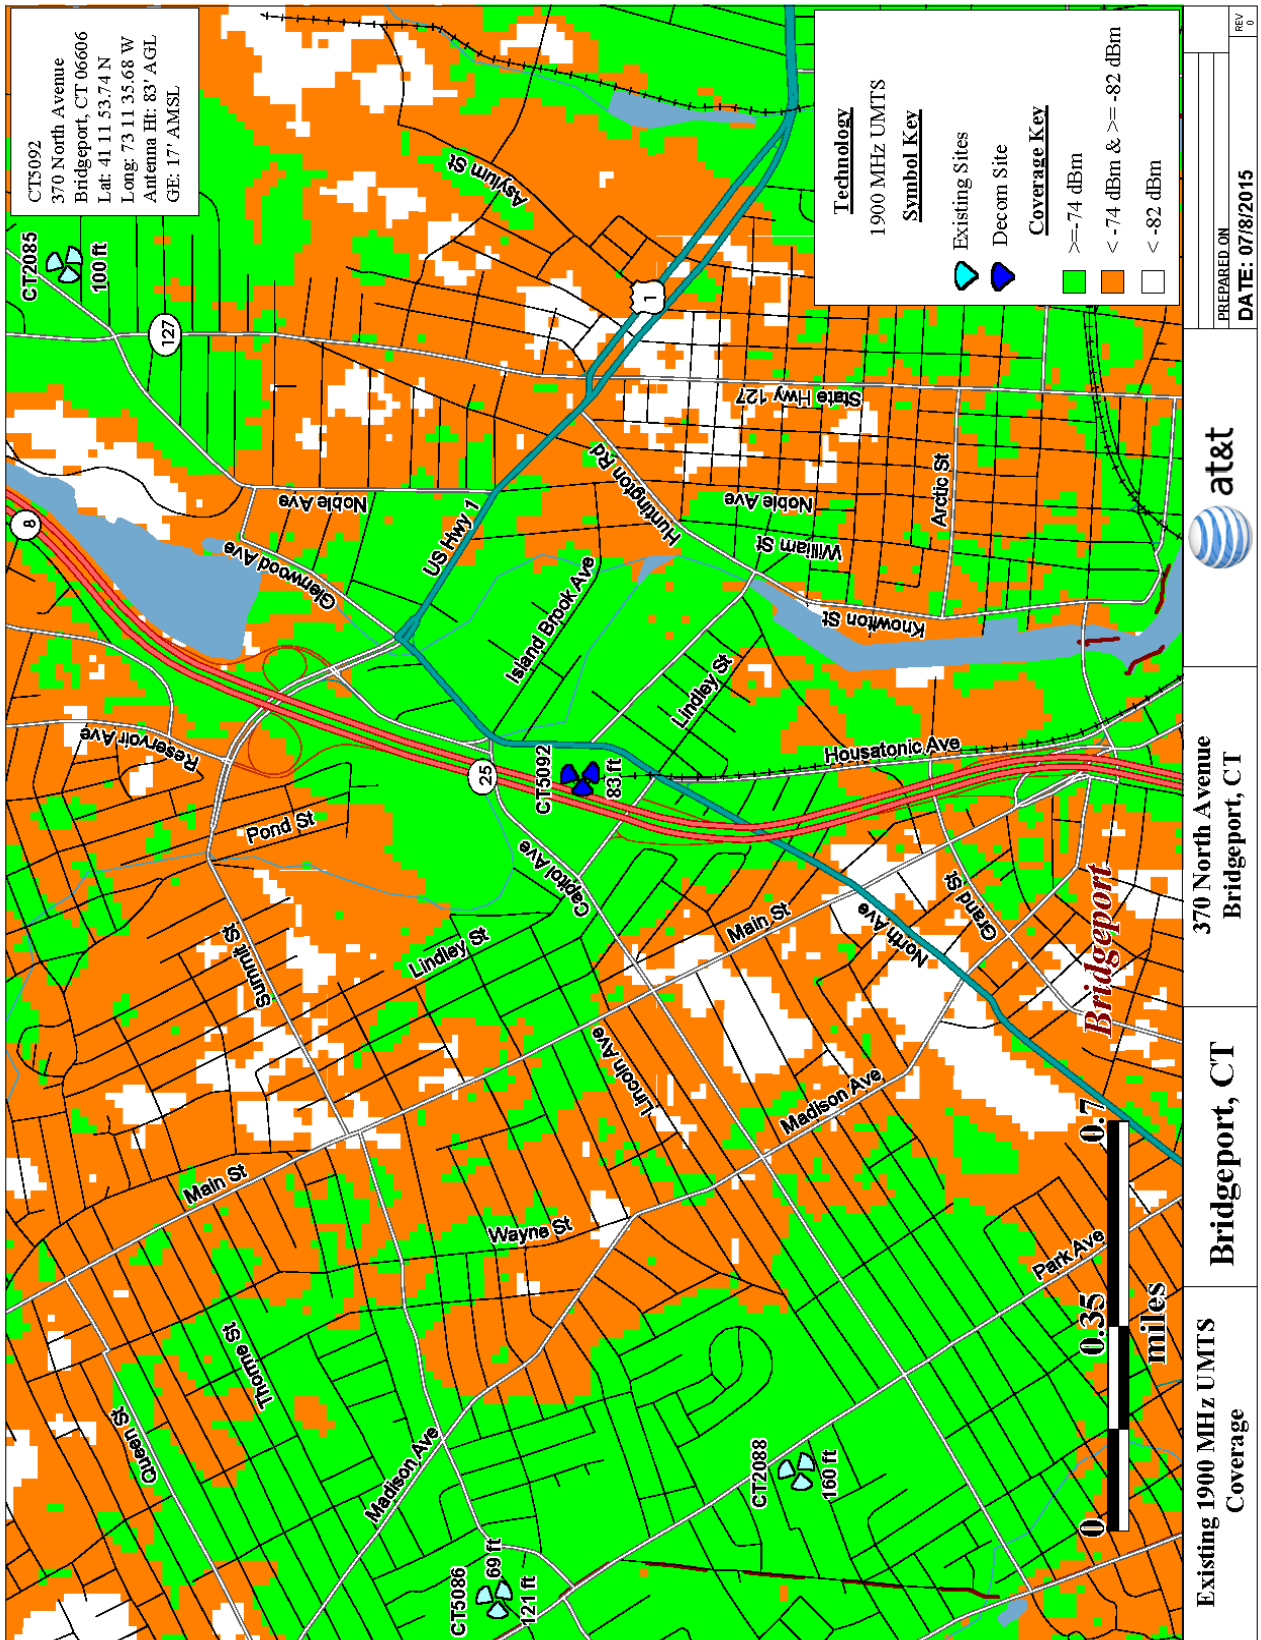 CT5092
370 North Avenue
Bridgeport, CT 06606
Lat: 41 11 53.74 N
Long: 73 11 35.68 W
Antenna Ht: 83' AGL
GE: 17' AMSL
CT2085
100 ft
127
8
Asylum St
1
Noble Ave
Glenwood Ave
US Hwy 1
Huntington Rd
State Hwy 127
Noble Ave
William St
Arctic St
Knowlton St
Island Brook Ave
Lindley St
Housatonic Ave
Reservoir Ave
25
CT5092
83 ft
Pond St
Capitol Ave
Summit St
Lindley St
Main St
North Ave
Grand St
Bridgeport
Lincoln Ave
Madison Ave
Main St
Wayne St
Park Ave
Thorme St
Queen St
Madison Ave
CT2088
160 ft
CT5086
69 ft
121 ft
0
0.35
0.7
miles
Technology
1900 MHz UMTS
Symbol Key
Existing Sites
Decom Site
Coverage Key
>=-74 dBm
< -74 dBm & >= -82 dBm
< -82 dBm
Existing 1900 MHz UMTS
Coverage
Bridgeport, CT
370 North Avenue
Bridgeport, CT
at&t
PREPARED ON
DATE: 07/8/2015
REV
0